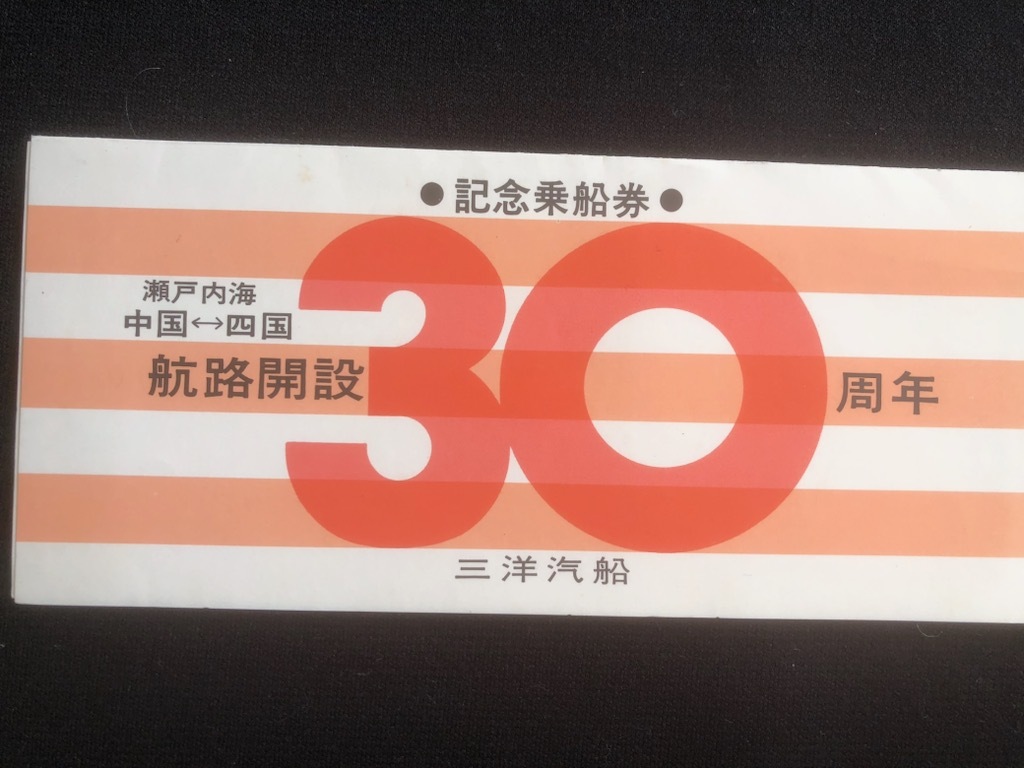 ●記念乗船券●
瀬戸内海
中国↔四国
航路開設
30
周年
三洋汽船